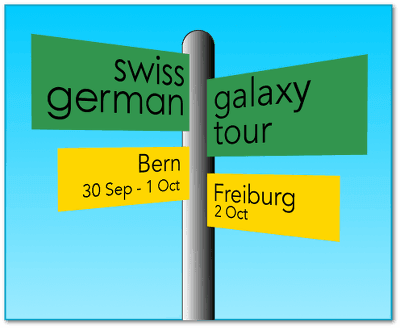 swiss
german
galaxy
tour
Bern
30 Sep - 1 Oct
Freiburg
2 Oct